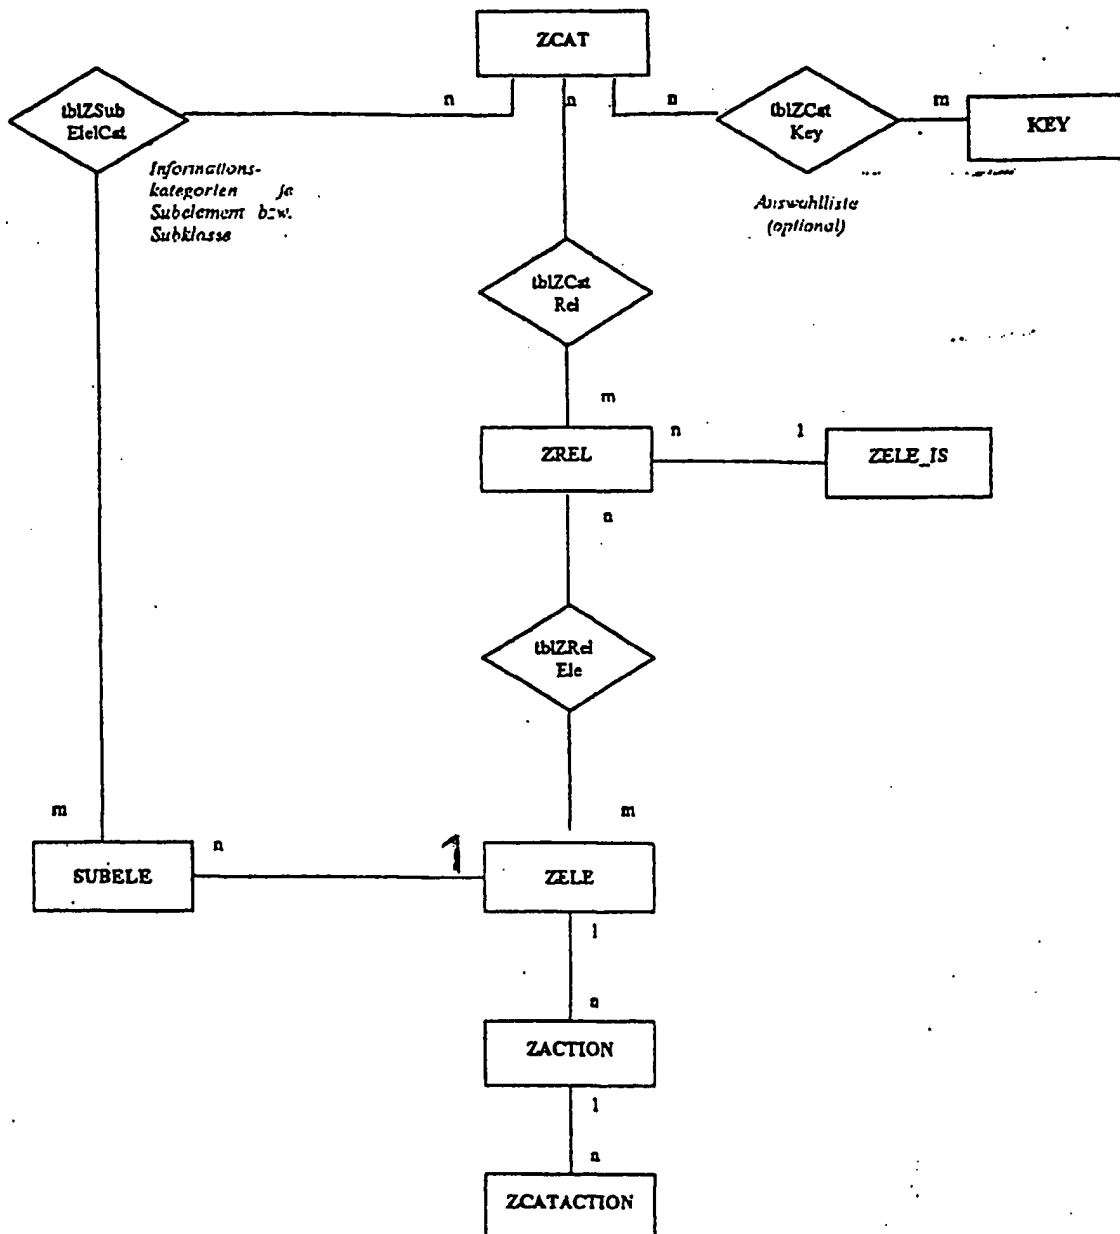 ZCAT
tblZSub
EleICat
n
n
n
tblZCat
Key
m
KEY
Informations-
kategorien je
Subelement bzw.
Subklasse
Auswahlliste
(optional)
tblZCat
Rel
m
ZREL
n
1
ZELE_IS
n
tblZRel
Ele
m
m
SUBELE
n
1
ZELE
1
n
ZACTION
1
n
ZCATACTION